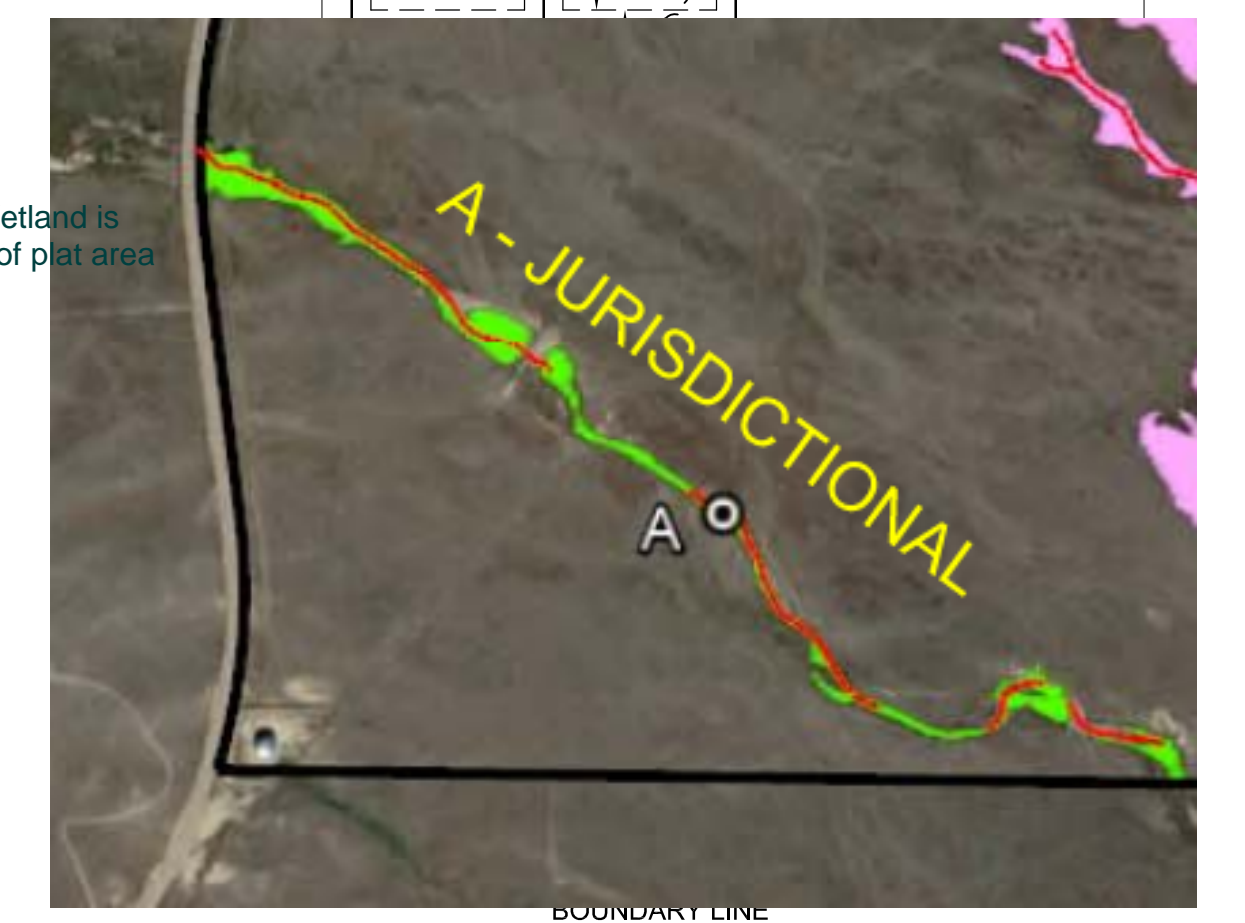 A - JURISDICTIONAL
etland is
of plat area
A
BOUNDARY LINE